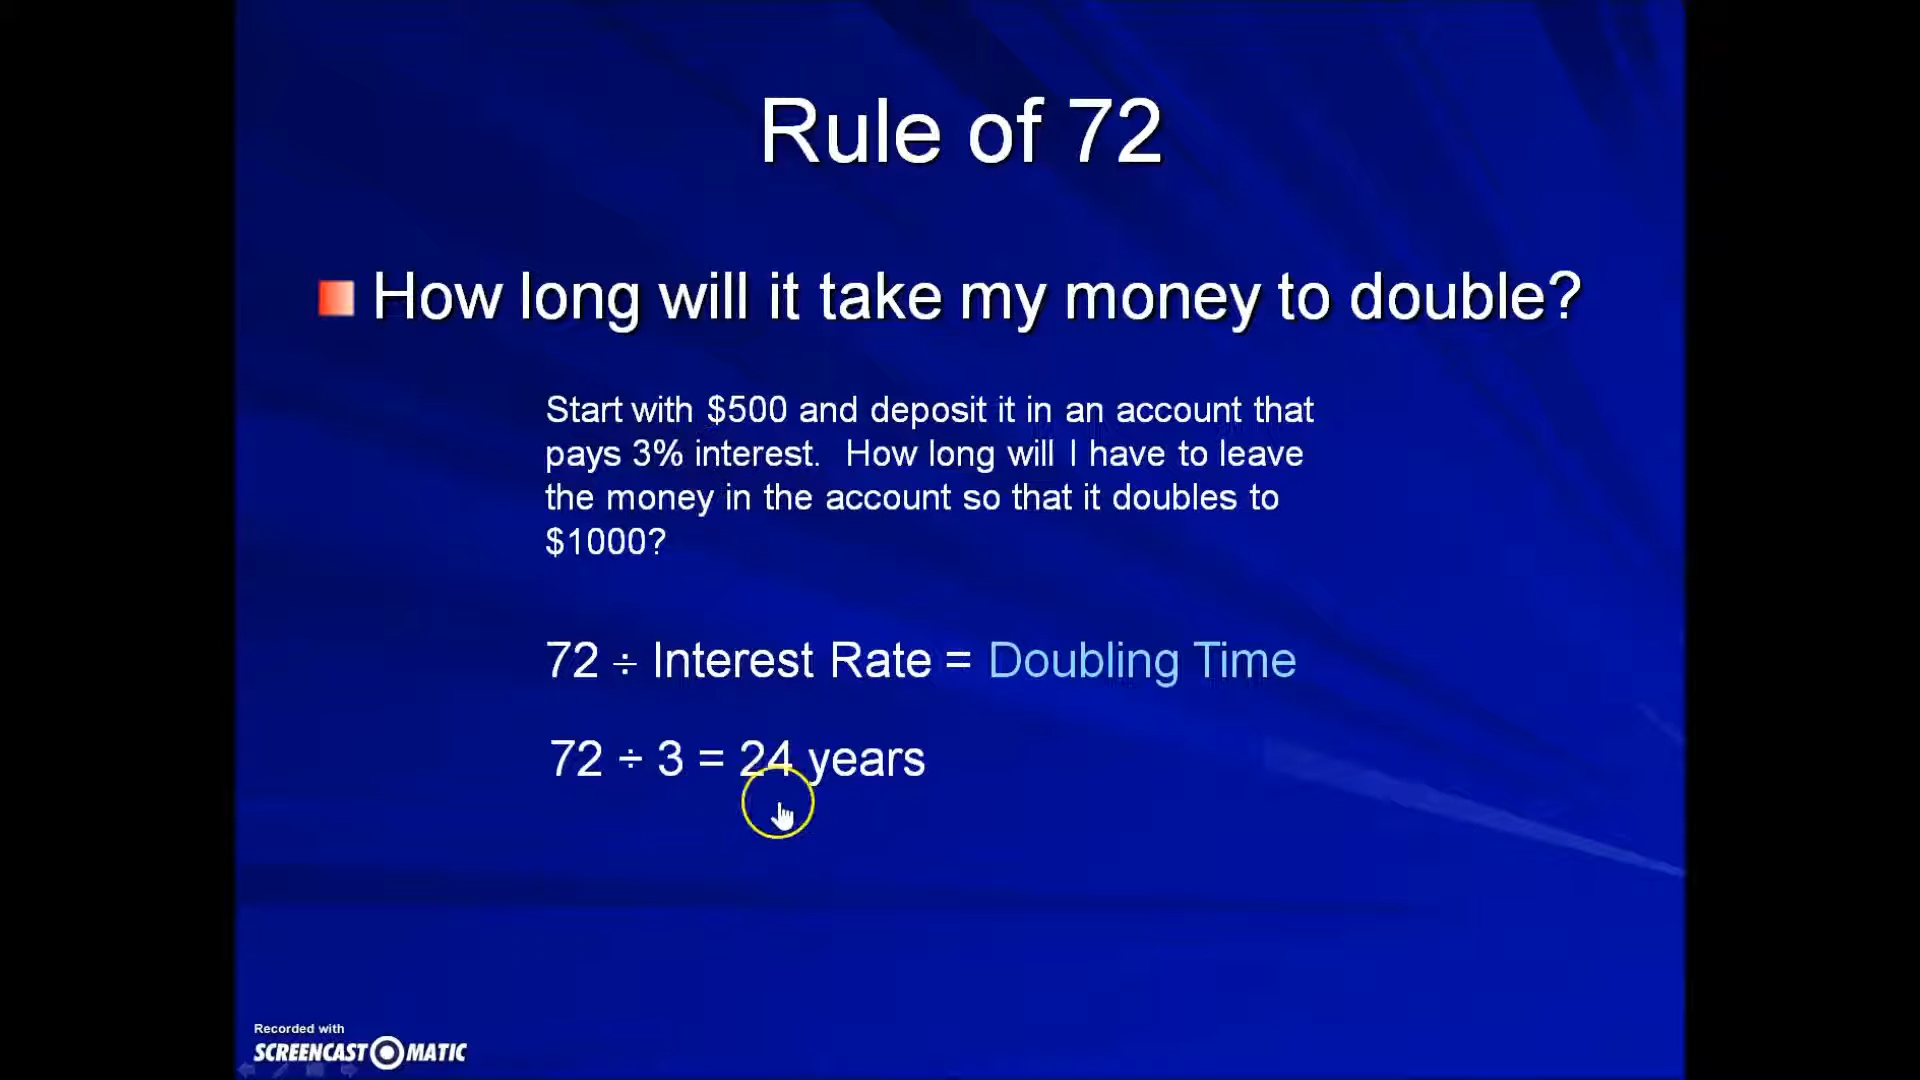 Rule of 72
How long will it take my money to double?
Start with $500 and deposit it in an account that
pays 3% interest.  How long will I have to leave
the money in the account so that it doubles to
$1000?
72 ÷ Interest Rate = Doubling Time
72 ÷ 3 = 24 years
Recorded with
SCREENCAST MATIC